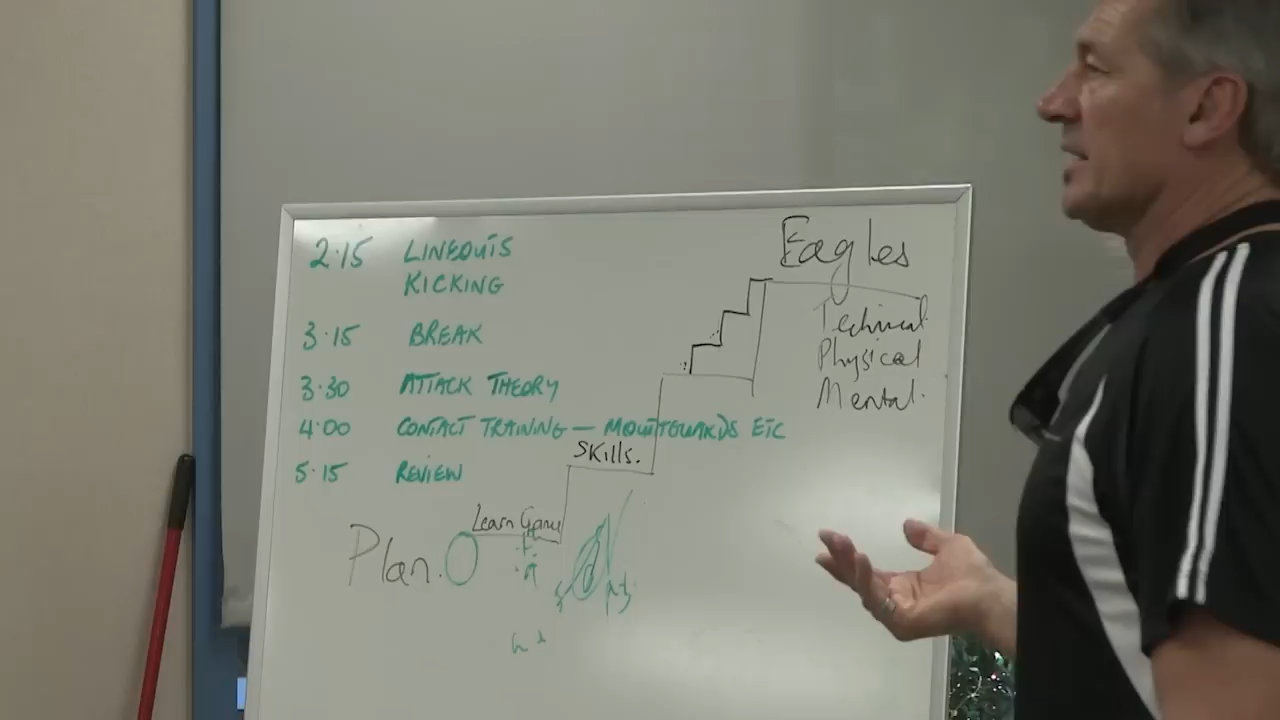 2.15 LINEOUTS
KICKING
3.15 BREAK
3.30 ATTACK THEORY
4.00 CONTACT TRAINING — ETC
5.15 REVIEW
Eagles
Technical
Physical
Mental.
Skills.
Learn Game
Plan.